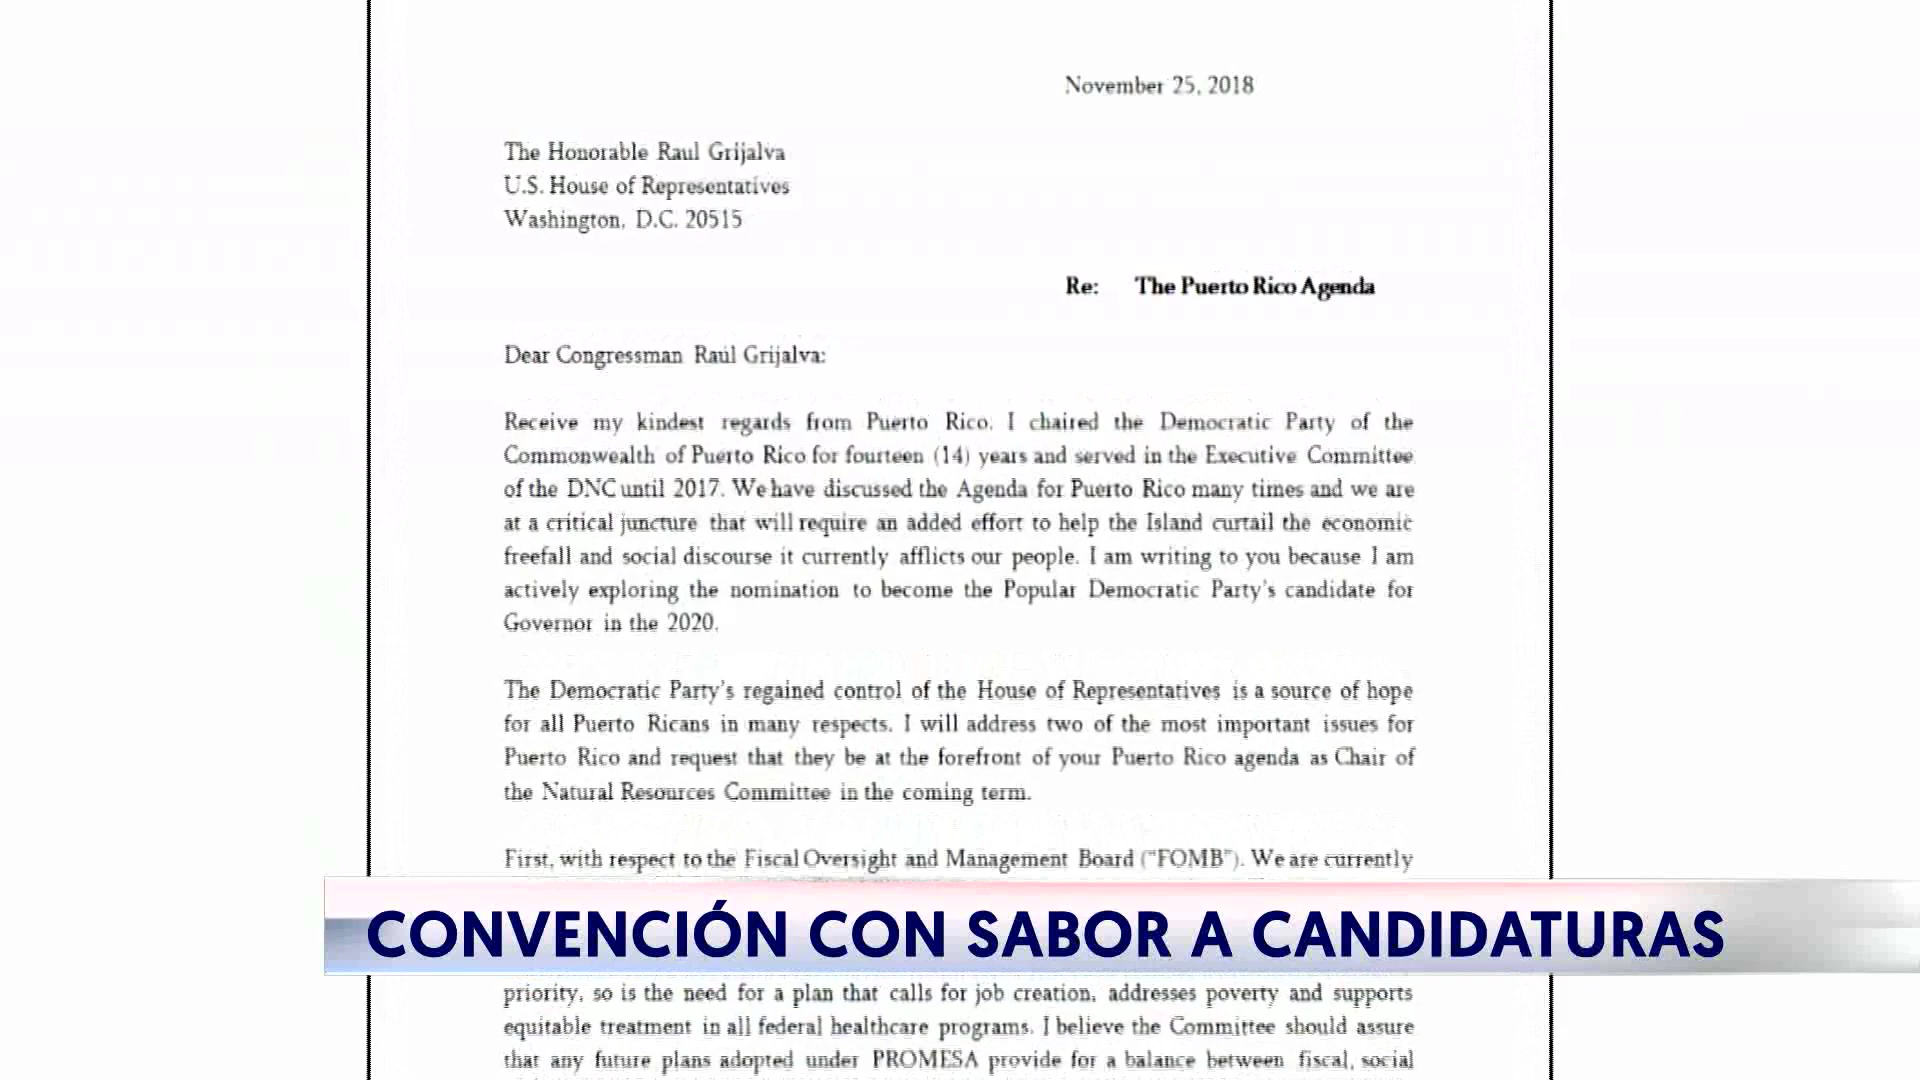 November 25, 2018
The Honorable Raul Grijalva
U.S. House of Representatives
Washington, D.C. 20515
Re: The Puerto Rico Agenda
Dear Congressman Raúl Grijalva:
Receive my kindest regards from Puerto Rico. I chaired the Democratic Party of the
Commonwealth of Puerto Rico for fourteen (14) years and served in the Executive Committee
of the DNC until 2017. We have discussed the Agenda for Puerto Rico many times and we are
at a critical juncture that will require an added effort to help the Island curtail the economic
freefall and social discourse it currently afflicts our people. I am writing to you because I am
actively exploring the nomination to become the Popular Democratic Party's candidate for
Governor in the 2020.
The Democratic Party's regained control of the House of Representatives is a source of hope
for all Puerto Ricans in many respects. I will address two of the most important issues for
Puerto Rico and request that they be at the forefront of your Puerto Rico agenda as Chair of
the Natural Resources Committee in the coming term.
First, with respect to the Fiscal Oversight and Management Board ("FOMB"). We are currently
CONVENCIÓN CON SABOR A CANDIDATURAS
priority, so is the need for a plan that calls for job creation, addresses poverty and supports
equitable treatment in all federal healthcare programs. I believe the Committee should assure
that any future plans adopted under PROMESA provide for a balance between fiscal, social